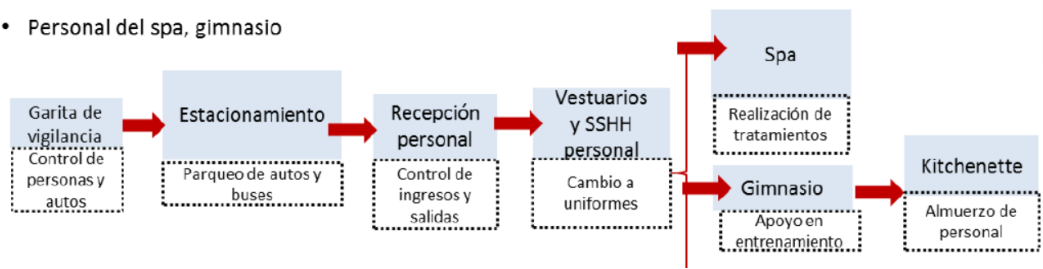 • Personal del spa, gimnasio
Garita de
vigilancia
Control de
personas y
autos
Estacionamiento
Parqueo de autos y
buses
Recepción
personal
Control de
ingresos y
salidas
Vestuarios
y SSHH
personal
Cambio a
uniformes
Spa
Realización de
tratamientos
Gimnasio
Apoyo en
entrenamiento
Kitchenette
Almuerzo de
personal